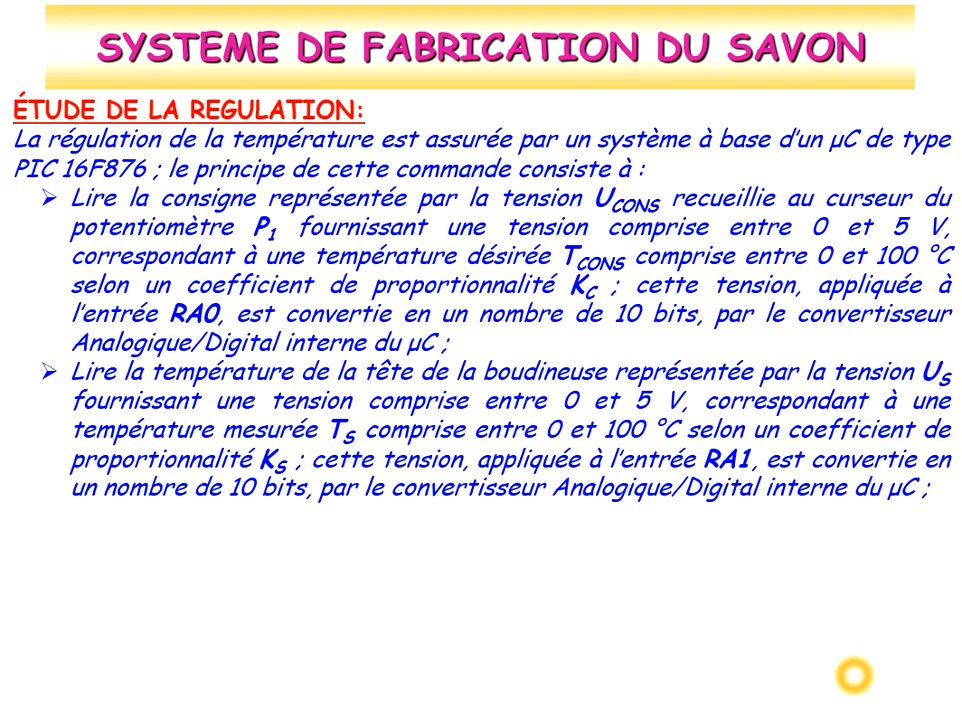 SYSTEME DE FABRICATION DU SAVON
ÉTUDE DE LA REGULATION:
La régulation de la température est assurée par un système à base d’un µC de type
PIC 16F876 ; le principe de cette commande consiste à :
➢ Lire la consigne représentée par la tension UCONS recueillie au curseur du
potentiomètre P1 fournissant une tension comprise entre 0 et 5 V,
correspondant à une température désirée TCONS comprise entre 0 et 100 °C
selon un coefficient de proportionnalité KC ; cette tension, appliquée à
l’entrée RA0, est convertie en un nombre de 10 bits, par le convertisseur
Analogique/Digital interne du µC ;
➢ Lire la température de la tête de la boudineuse représentée par la tension US
fournissant une tension comprise entre 0 et 5 V, correspondant à une
température mesurée TS comprise entre 0 et 100 °C selon un coefficient de
proportionnalité KS ; cette tension, appliquée à l’entrée RA1, est convertie en
un nombre de 10 bits, par le convertisseur Analogique/Digital interne du µC ;